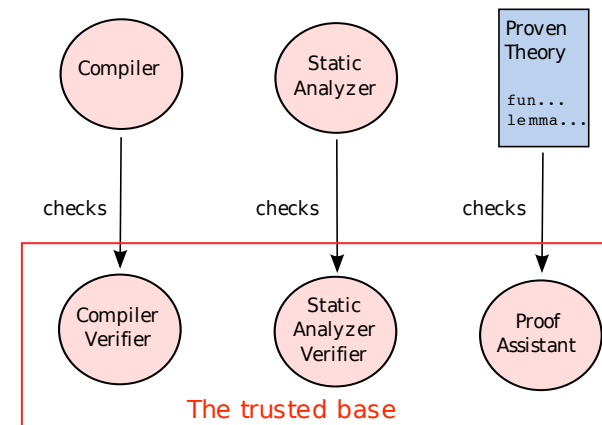 Compiler
Static
Analyzer
Proven
Theory
fun...
lemma...
checks
checks
checks
Compiler
Verifier
Static
Analyzer
Verifier
Proof
Assistant
The trusted base